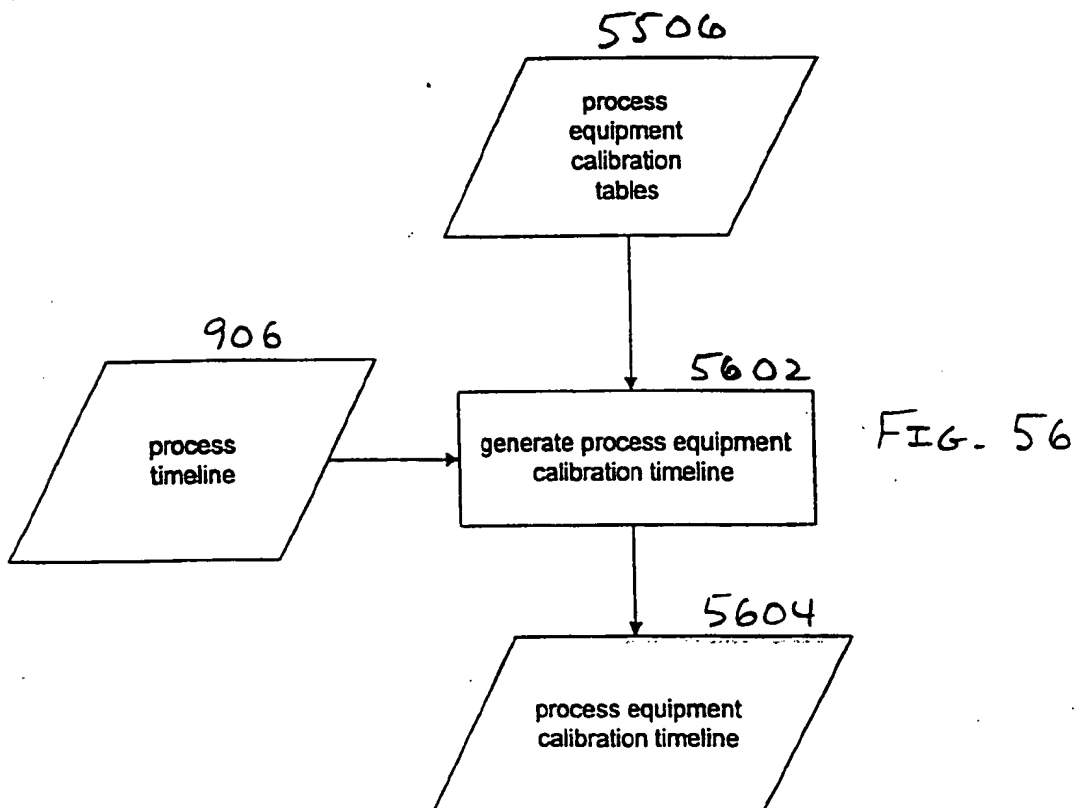 5506
process
equipment
calibration
tables
906
process
timeline
5602
generate process equipment
calibration timeline
FIG. 56
5604
process equipment
calibration timeline